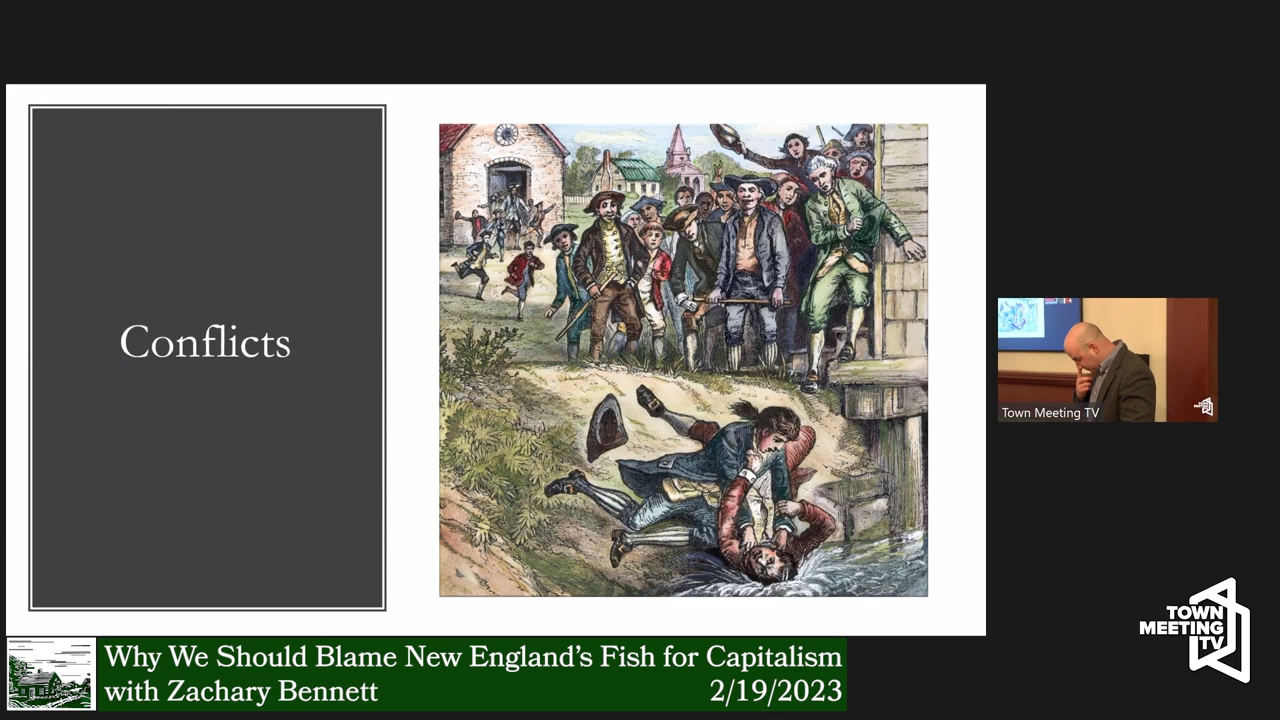 Conflicts
Town Meeting TV
Why We Should Blame New England's Fish for Capitalism
with Zachary Bennett
2/19/2023
TOWN
MEETING
TV